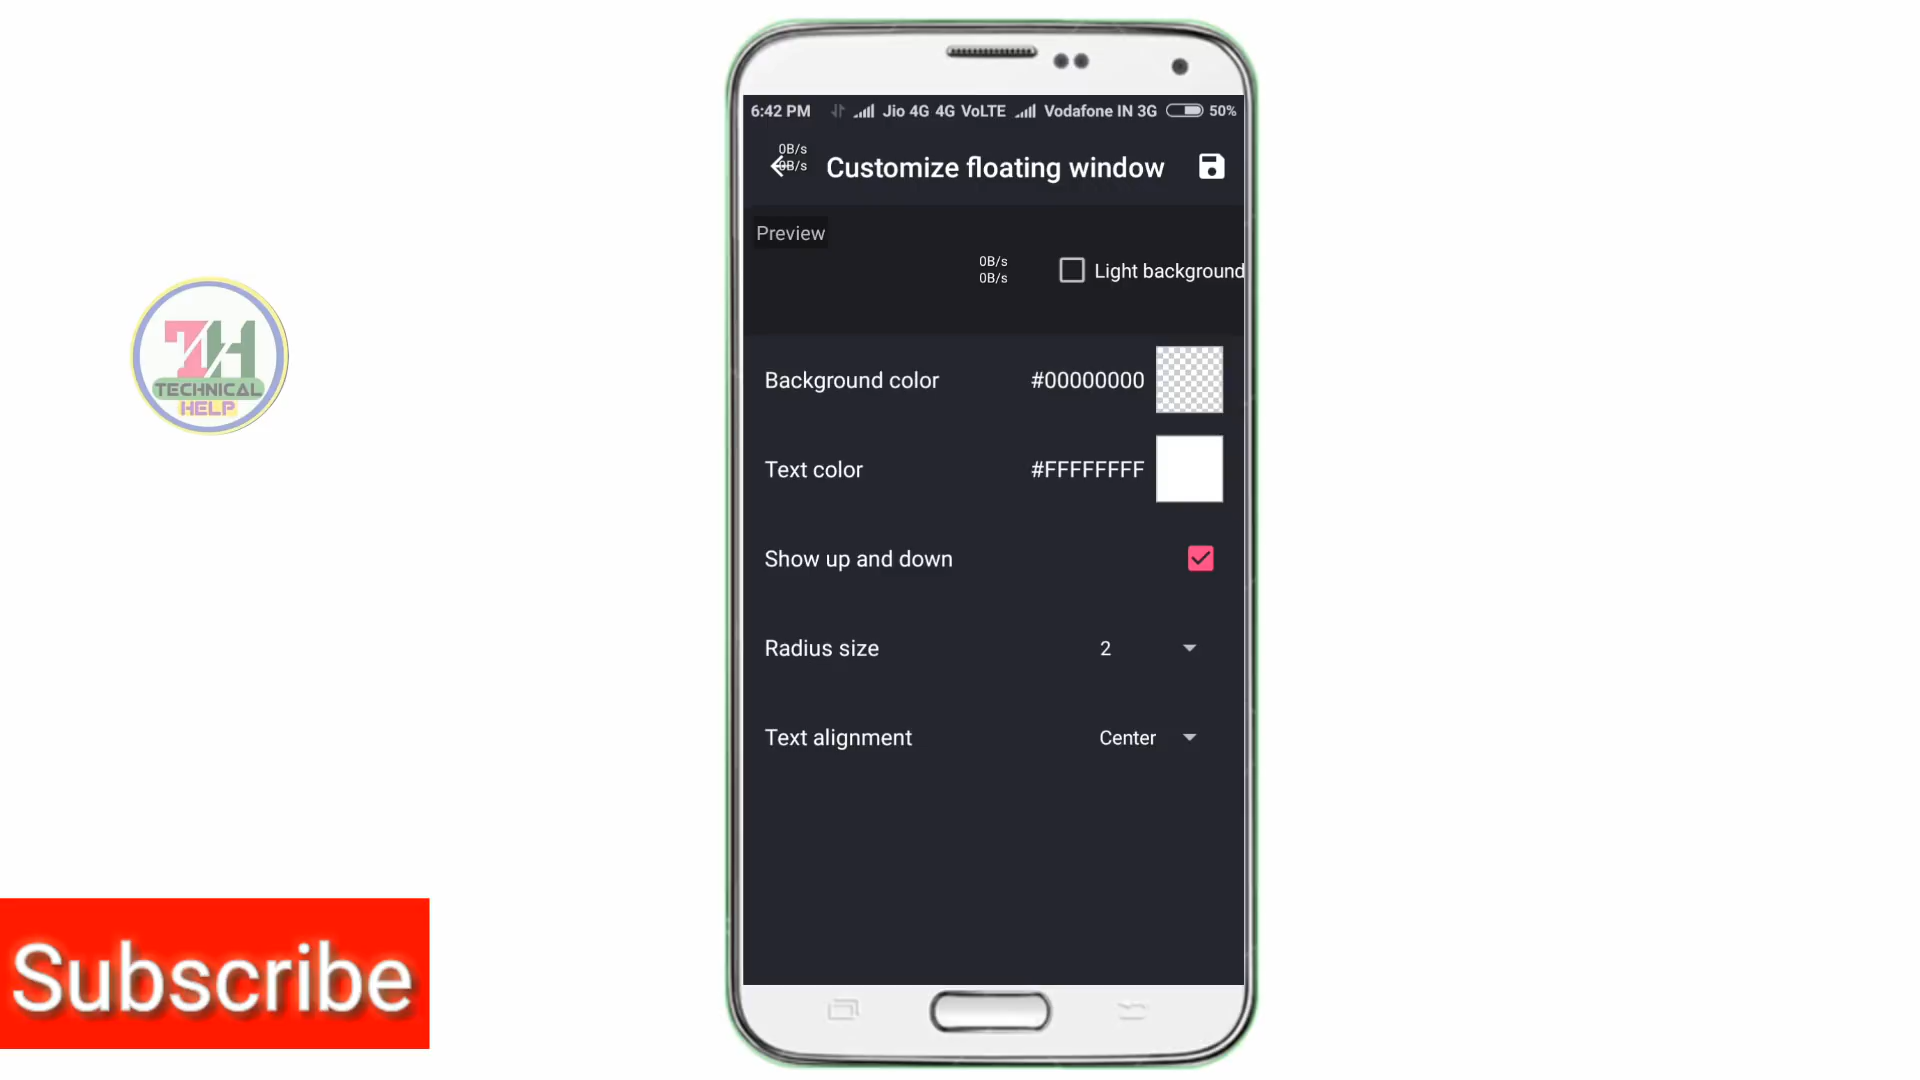 6:42 PM Jio 4G 4G VoLTE Vodafone IN 3G 50%
0B/s
0B/s
Customize floating window
Preview
0B/s
0B/s
Light background
Background color #00000000
Text color #FFFFFFFF
Show up and down
Radius size 2
Text alignment Center
TH
TECHNICAL
HELP
Subscribe